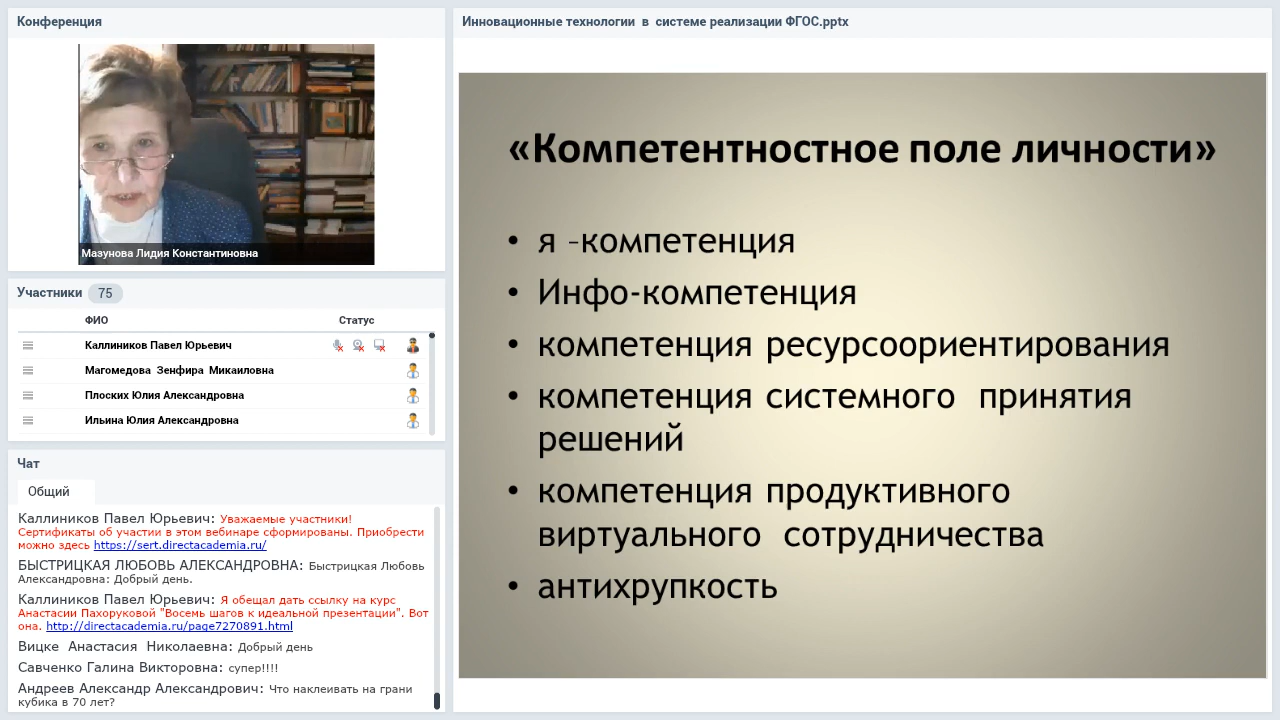 Конференция
Мазунова Лидия Константиновна
Участники 75
ФИО Статус
Каллиников Павел Юрьевич
Магомедова Зенфира Микаиловна
Плоских Юлия Александровна
Ильина Юлия Александровна
Чат
Общий
Каллиников Павел Юрьевич: Уважаемые участники!
Сертификаты об участии в этом вебинаре сформированы. Приобрести
можно здесь https://sert.directacademia.ru/
БЫСТРИЦКАЯ ЛЮБОВЬ АЛЕКСАНДРОВНА: Быстрицкая Любовь
Александровна: Добрый день.
Каллиников Павел Юрьевич: Я обещал дать ссылку на курс
Анастасии Пахоруковой "Восемь шагов к идеальной презентации". Вот
она. http://directacademia.ru/page7270891.html
Вицке Анастасия Николаевна: Добрый день
Савченко Галина Викторовна: супер!!!!
Андреев Александр Александрович: Что наклеивать на грани
кубика в 70 лет?
Инновационные технологии в системе реализации ФГОС.pptx
«Компетентностное поле личности»
• я –компетенция
• Инфо-компетенция
• компетенция ресурсоориентирования
• компетенция системного принятия
решений
• компетенция продуктивного
виртуального сотрудничества
• антихрупкость